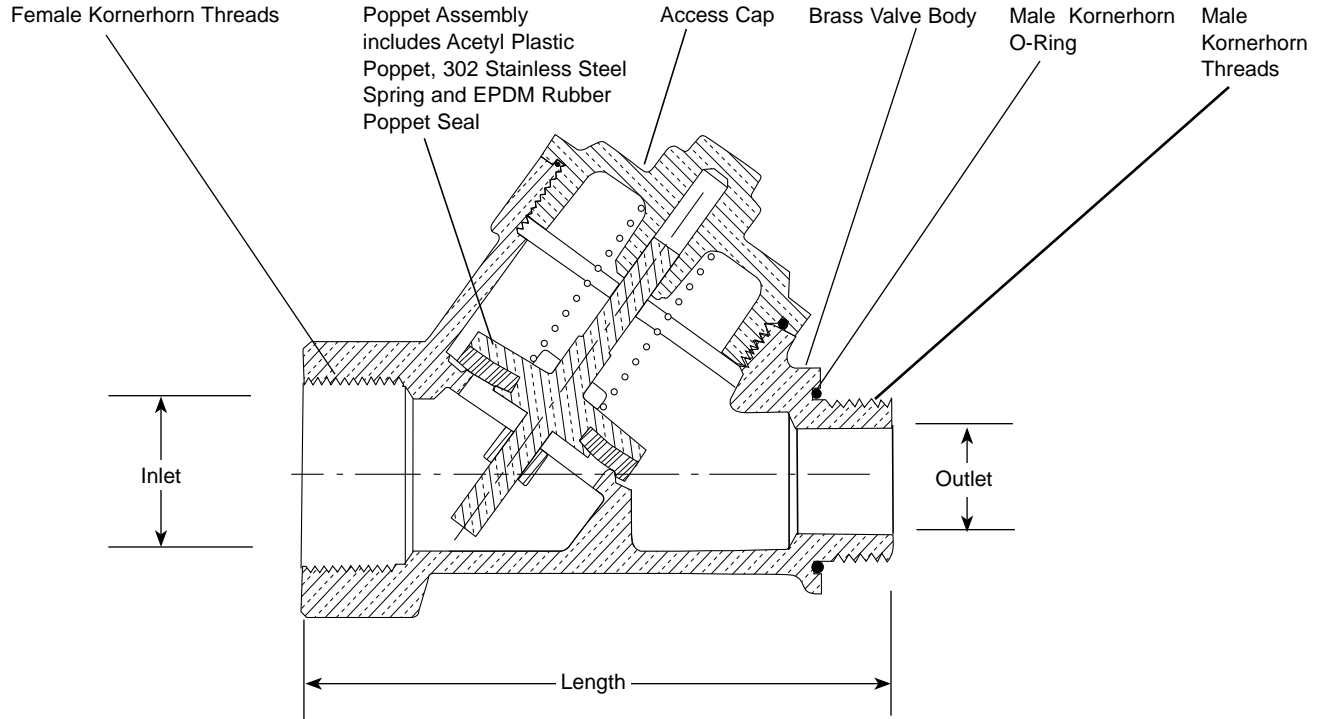 Female Kornerhorn Threads
Poppet Assembly
includes Acetyl Plastic
Poppet, 302 Stainless Steel
Spring and EPDM Rubber
Poppet Seal
Access Cap
Brass Valve Body
Male Kornerhorn
O-Ring
Male
Kornerhorn
Threads
Inlet
Outlet
Length